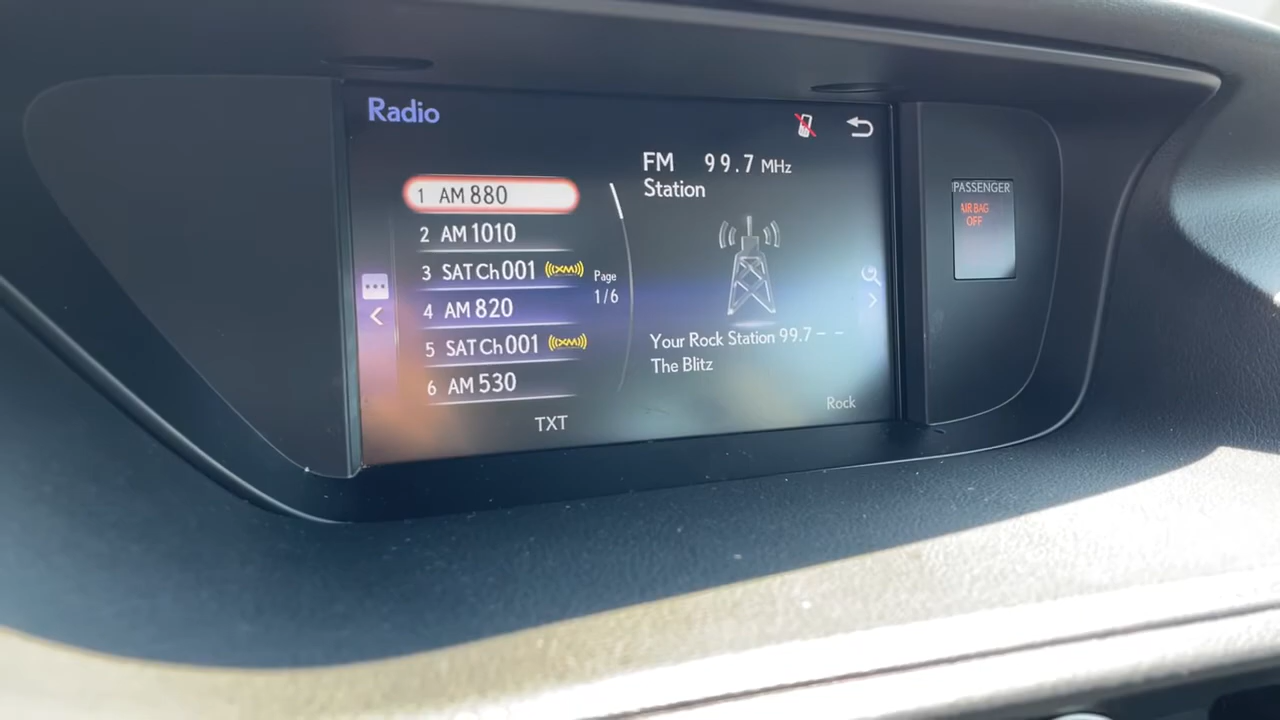 Radio
1 AM 880
2 AM 1010
3 SAT Ch 001 ((XM))
4 AM 820
5 SAT Ch 001 ((XM))
6 AM 530
Page
1/6
TXT
FM 99.7 MHz
Station
Your Rock Station 99.7 – –
The Blitz
Rock
PASSENGER
AIR BAG
OFF